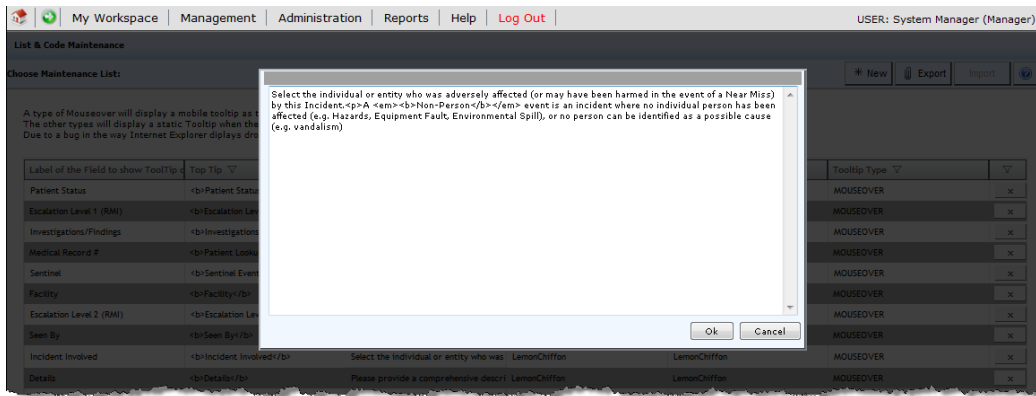 My Workspace Management Administration Reports Help Log Out USER: System Manager (Manager)
List & Code Maintenance
Choose Maintenance List: New Export Import
A type of Mouseover will display a mobile tooltip as t
The other types will display a static Tooltip when the
Due to a bug in the way Internet Explorer diplays dro
Select the individual or entity who was adversely affected (or may have been harmed in the event of a Near Miss)
by this Incident.<p>A <em><b>Non-Person</b></em> event is an incident where no individual person has been
affected (e.g. Hazards, Equipment Fault, Environmental Spill), or no person can be identified as a possible cause
(e.g. vandalism)
Ok Cancel
Label of the Field to show ToolTip Top Tip Tooltip Type
Patient Status <b>Patient Statu MOUSEOVER x
Escalation Level 1 (RMI) <b>Escalation Lev MOUSEOVER x
Investigations/Findings <b>Investigations MOUSEOVER x
Medical Record # <b>Patient Looku MOUSEOVER x
Sentinel <b>Sentinel Event MOUSEOVER x
Facility <b>Facility</b> MOUSEOVER x
Escalation Level 2 (RMI) <b>Escalation Lev MOUSEOVER x
Seen By <b>Seen By</b> MOUSEOVER x
Incident Involved <b>Incident Involved</b> Select the individual or entity who was LemonChiffon LemonChiffon MOUSEOVER x
Details <b>Details</b> Please provide a comprehensive descri LemonChiffon LemonChiffon MOUSEOVER x